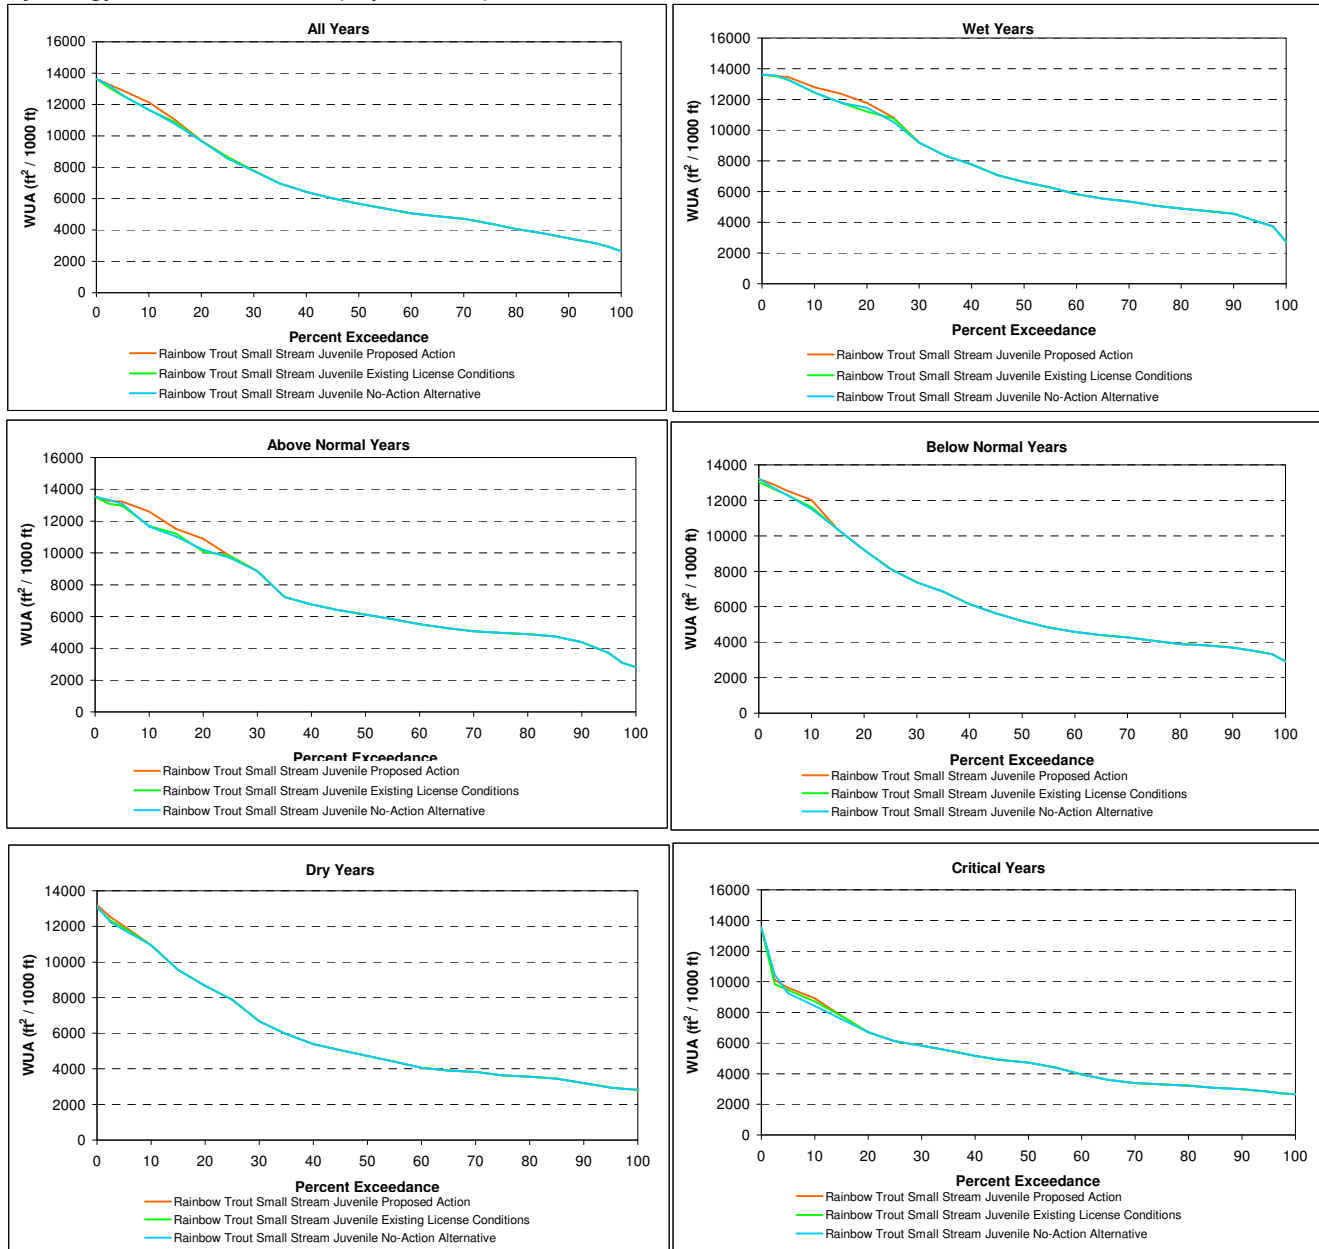 All Years
16000
14000
12000
10000
8000
6000
4000
2000
0
WUA (ft² / 1000 ft)
0 10 20 30 40 50 60 70 80 90 100
Percent Exceedance
Rainbow Trout Small Stream Juvenile Proposed Action
Rainbow Trout Small Stream Juvenile Existing License Conditions
Rainbow Trout Small Stream Juvenile No-Action Alternative
Wet Years
16000
14000
12000
10000
8000
6000
4000
2000
0
WUA (ft² / 1000 ft)
0 10 20 30 40 50 60 70 80 90 100
Percent Exceedance
Rainbow Trout Small Stream Juvenile Proposed Action
Rainbow Trout Small Stream Juvenile Existing License Conditions
Rainbow Trout Small Stream Juvenile No-Action Alternative
Above Normal Years
16000
14000
12000
10000
8000
6000
4000
2000
0
WUA (ft² / 1000 ft)
0 10 20 30 40 50 60 70 80 90 100
Percent Exceedance
Rainbow Trout Small Stream Juvenile Proposed Action
Rainbow Trout Small Stream Juvenile Existing License Conditions
Rainbow Trout Small Stream Juvenile No-Action Alternative
Below Normal Years
14000
12000
10000
8000
6000
4000
2000
0
WUA (ft² / 1000 ft)
0 10 20 30 40 50 60 70 80 90 100
Percent Exceedance
Rainbow Trout Small Stream Juvenile Proposed Action
Rainbow Trout Small Stream Juvenile Existing License Conditions
Rainbow Trout Small Stream Juvenile No-Action Alternative
Dry Years
14000
12000
10000
8000
6000
4000
2000
0
WUA (ft² / 1000 ft)
0 10 20 30 40 50 60 70 80 90 100
Percent Exceedance
Rainbow Trout Small Stream Juvenile Proposed Action
Rainbow Trout Small Stream Juvenile Existing License Conditions
Rainbow Trout Small Stream Juvenile No-Action Alternative
Critical Years
16000
14000
12000
10000
8000
6000
4000
2000
0
WUA (ft² / 1000 ft)
0 10 20 30 40 50 60 70 80 90 100
Percent Exceedance
Rainbow Trout Small Stream Juvenile Proposed Action
Rainbow Trout Small Stream Juvenile Existing License Conditions
Rainbow Trout Small Stream Juvenile No-Action Alternative